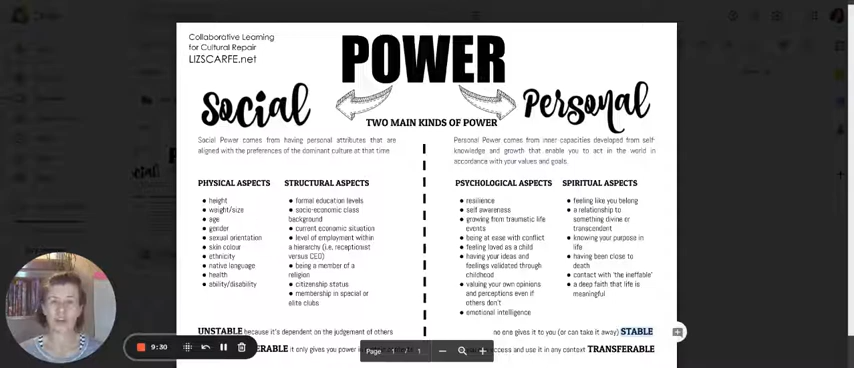 Collaborative Learning
for Cultural Repair
LIZSCARFE.net
POWER
Social
Personal
TWO MAIN KINDS OF POWER
Social Power comes from having personal attributes that are
aligned with the preferences of the dominant culture at that time
Personal Power comes from inner capacities developed from self-
knowledge and growth that enable you to act in the world in
accordance with your values and goals.
PHYSICAL ASPECTS
● height
● weight/size
● age
● gender
● sexual orientation
● skin colour
● ethnicity
● native language
● health
● ability/disability
STRUCTURAL ASPECTS
● formal education levels
● socio-economic class
background
● current economic situation
● level of employment within
a hierarchy (i.e, receptionist
versus CEO)
● being a member of a
religion
● citizenship status
● membership in special or
elite clubs
PSYCHOLOGICAL ASPECTS
● resilience
● self awareness
● growing from traumatic life
events
● being at ease with conflict
● feeling loved as a child
● having your ideas and
feelings validated through
childhood
● valuing your own opinions
and perceptions even if
others don't
● emotional intelligence
SPIRITUAL ASPECTS
● feeling like you belong
● a relationship to
something divine or
transcendent
● knowing your purpose in
life
● having been close to
death
● contact with 'the ineffable'
● a deep faith that life is
meaningful
UNSTABLE because it's dependent on the judgement of others
no one gives it to you (or can take it away) STABLE
ERABLE it only gives you power
access and use it in any context TRANSFERABLE
9:30
Page 1 / 1